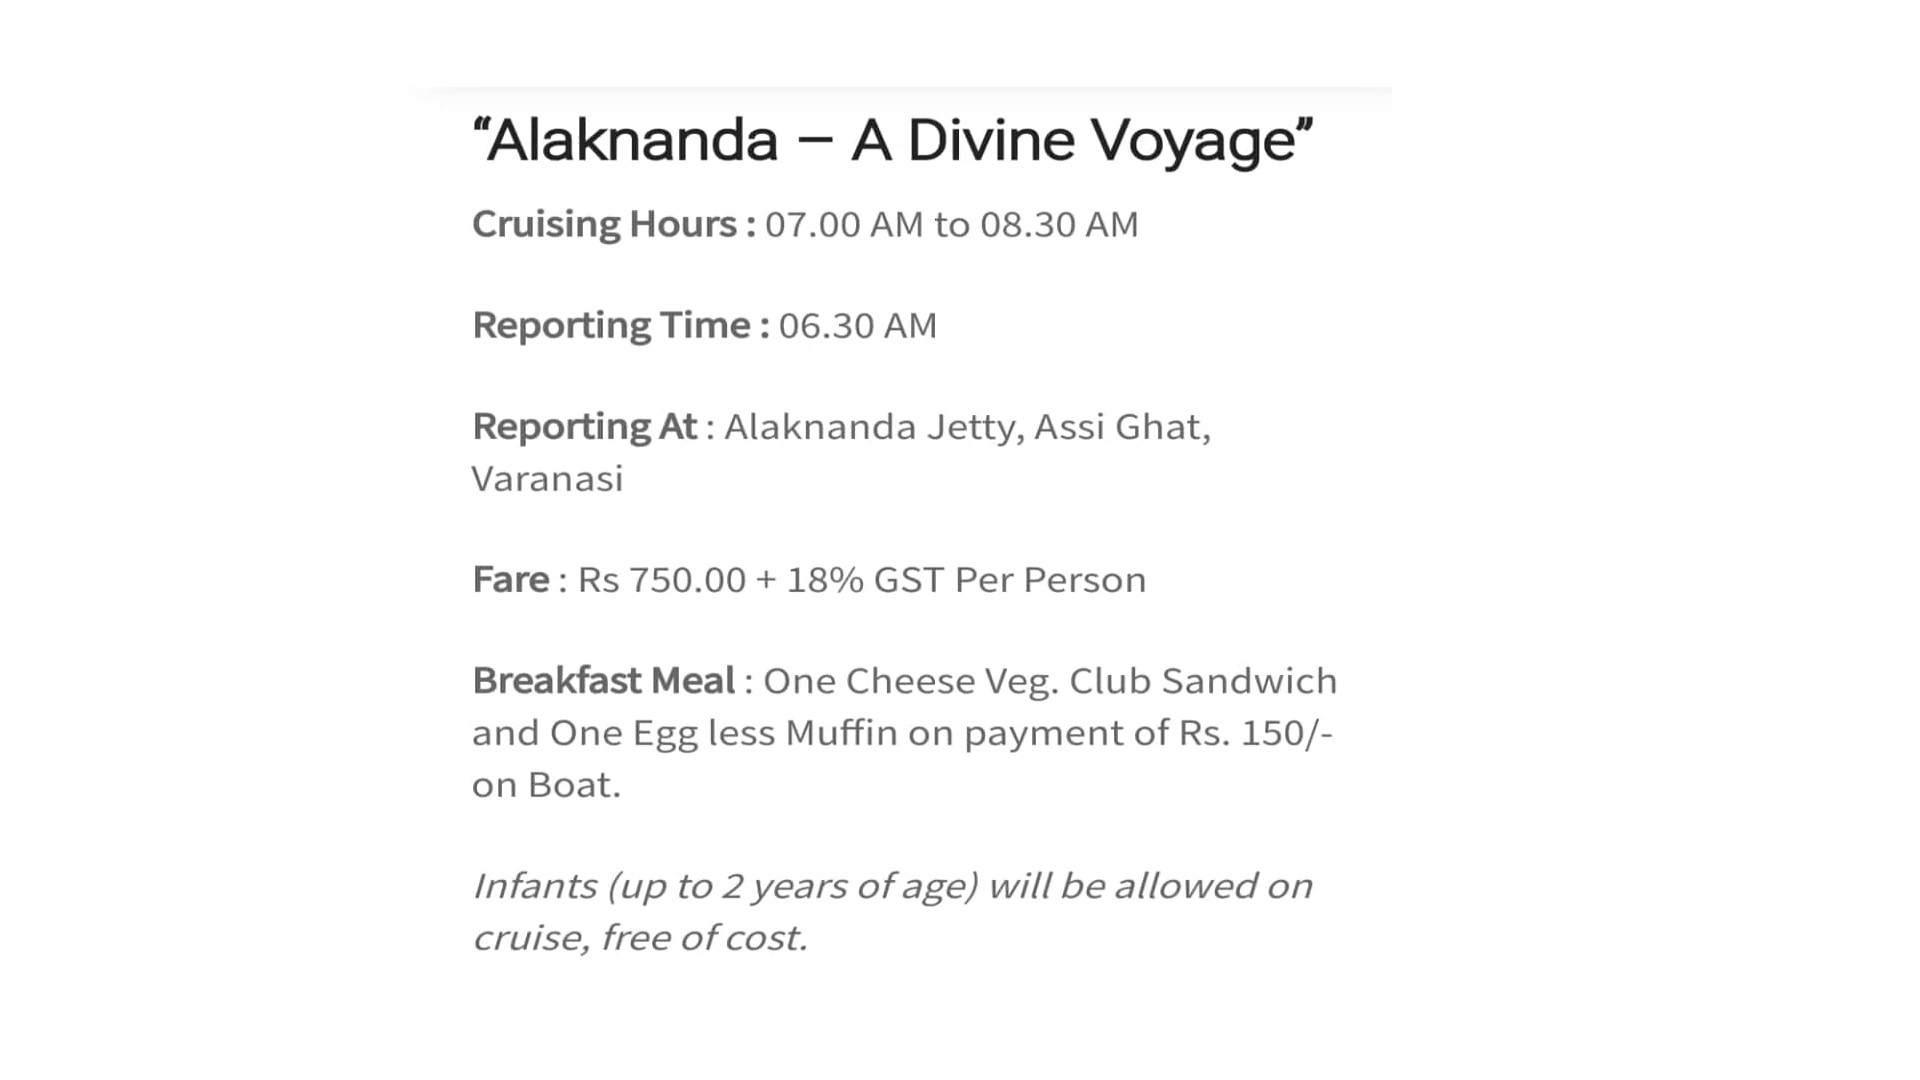 “Alaknanda – A Divine Voyage”
Cruising Hours : 07.00 AM to 08.30 AM
Reporting Time : 06.30 AM
Reporting At : Alaknanda Jetty, Assi Ghat,
Varanasi
Fare : Rs 750.00 + 18% GST Per Person
Breakfast Meal : One Cheese Veg. Club Sandwich
and One Egg less Muffin on payment of Rs. 150/-
on Boat.
Infants (up to 2 years of age) will be allowed on
cruise, free of cost.